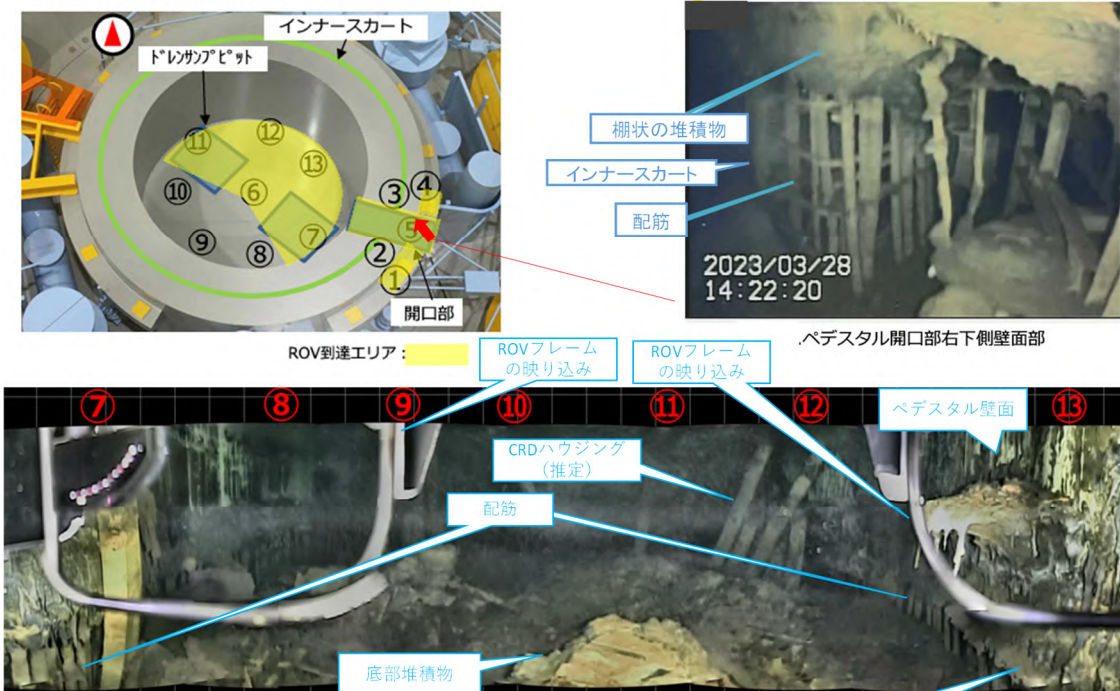 インナースカート
ドレンサンプピット
⑪
⑫
⑬
⑩
⑥
③
④
⑨
⑧
⑦
②
⑤
①
開口部
ROV到達エリア：
棚状の堆積物
インナースカート
配筋
2023/03/28
14:22:20
.ペデスタル開口部右下側壁面部
ROVフレーム
の映り込み
ROVフレーム
の映り込み
⑦
⑧
⑨
⑩
⑪
⑫
⑬
ペデスタル壁面
CRDハウジング
（推定）
配筋
底部堆積物